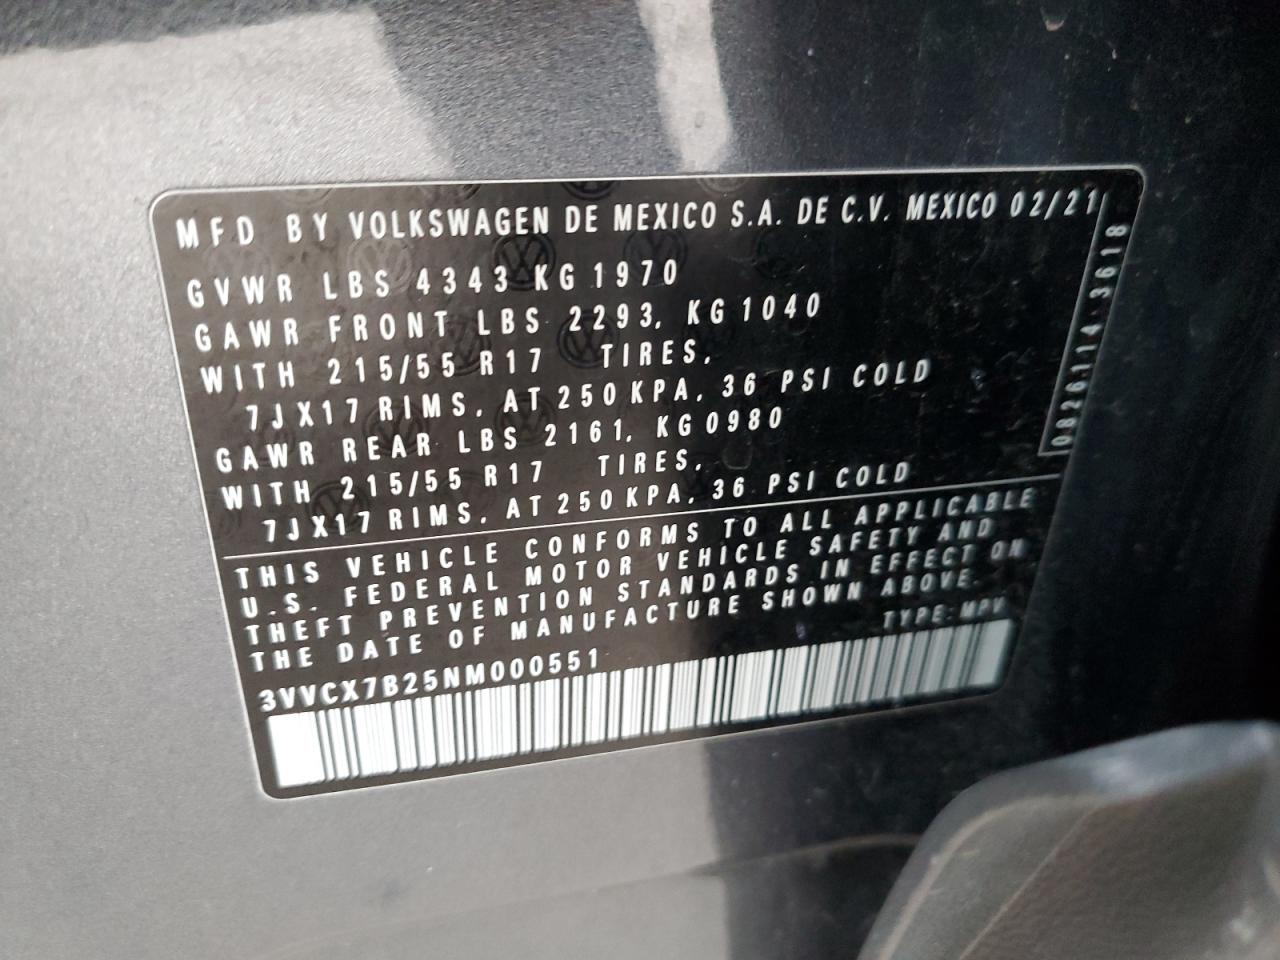 MFD BY VOLKSWAGEN DE MEXICO S.A. DE C.V. MEXICO 02/21
GVWR LBS 4343 KG 1970
GAWR FRONT LBS 2293, KG 1040
WITH 215/55 R17 TIRES,
7JX17 RIMS, AT 250 KPA, 36 PSI COLD
GAWR REAR LBS 2161, KG 0980
WITH 215/55 R17 TIRES,
7JX17 RIMS, AT 250 KPA, 36 PSI COLD
THIS VEHICLE CONFORMS TO ALL APPLICABLE
U.S. FEDERAL MOTOR VEHICLE SAFETY AND
THEFT PREVENTION STANDARDS IN EFFECT ON
THE DATE OF MANUFACTURE SHOWN ABOVE.
TYPE: MPV
3VVCX7B25NM000551
0826114.3618